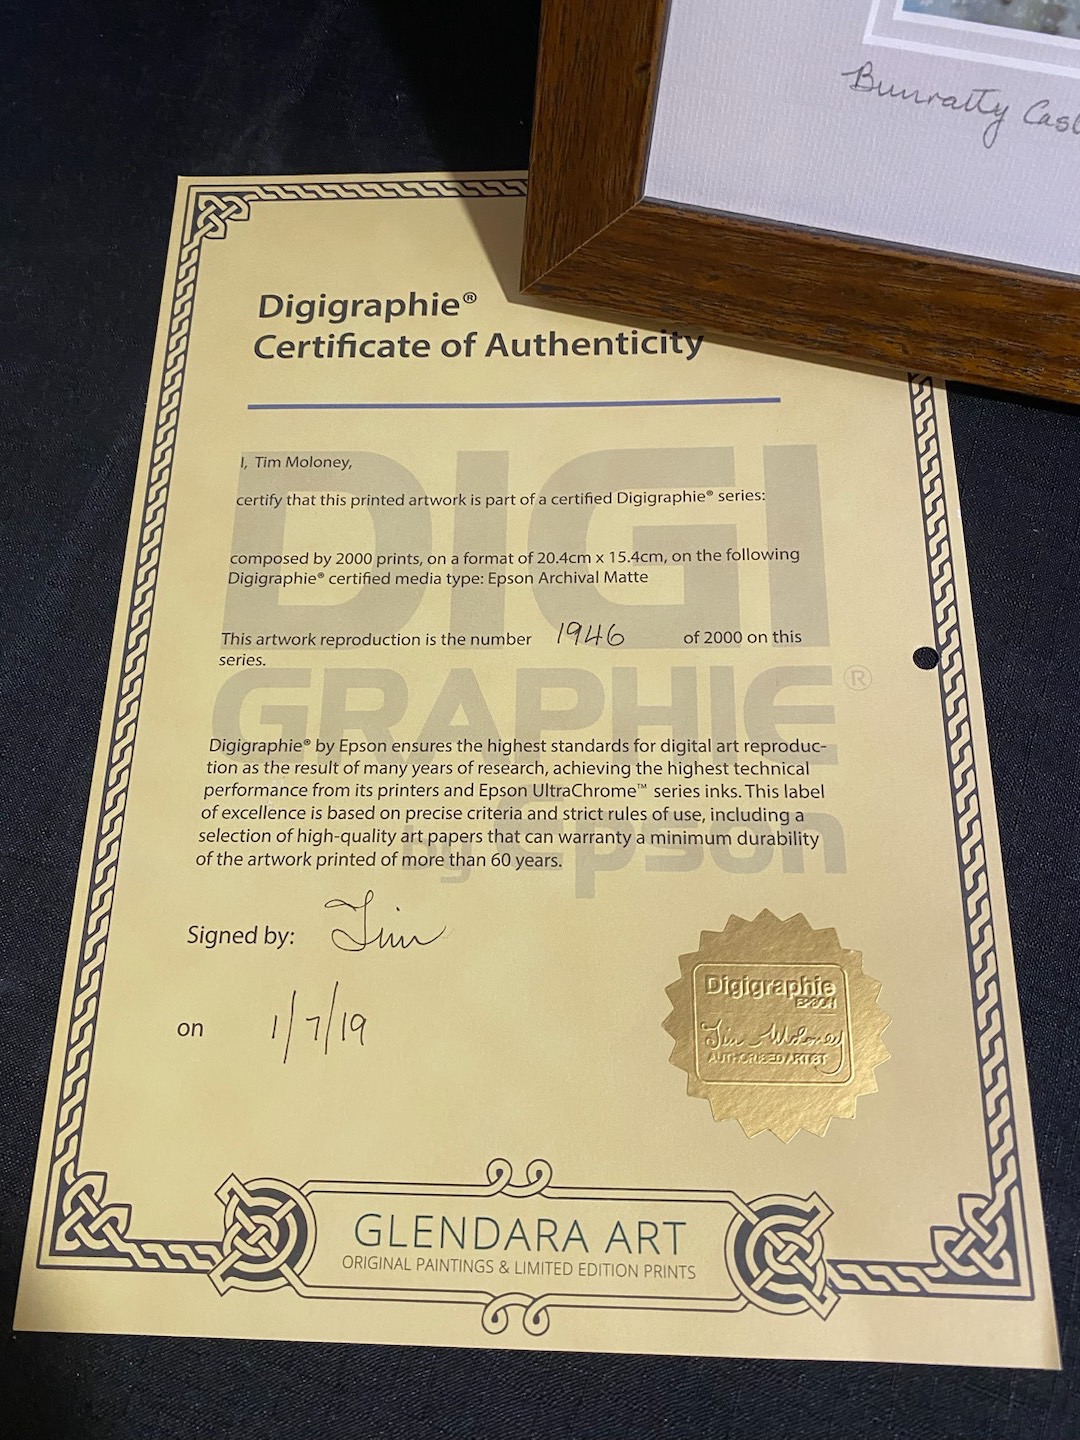 Bunratty
Digigraphie®
Certificate of Authenticity
I, Tim Moloney,
certify that this printed artwork is part of a certified Digigraphie® series:
composed by 2000 prints, on a format of 20.4cm x 15.4cm, on the following
Digigraphie® certified media type: Epson Archival Matte
This artwork reproduction is the number 1946 of 2000 on this
series.
DIGI
GRAPHIE®
by Epson
Digigraphie® by Epson ensures the highest standards for digital art reproduc-
tion as the result of many years of research, achieving the highest technical
performance from its printers and Epson UltraChrome™ series inks. This label
of excellence is based on precise criteria and strict rules of use, including a
selection of high-quality art papers that can warranty a minimum durability
of the artwork printed of more than 60 years.
Signed by: Tim
on 1/7/19
Digigraphie
EPSON
Tim Moloney
AUTHORISED ARTIST
GLENDARA ART
ORIGINAL PAINTINGS & LIMITED EDITION PRINTS